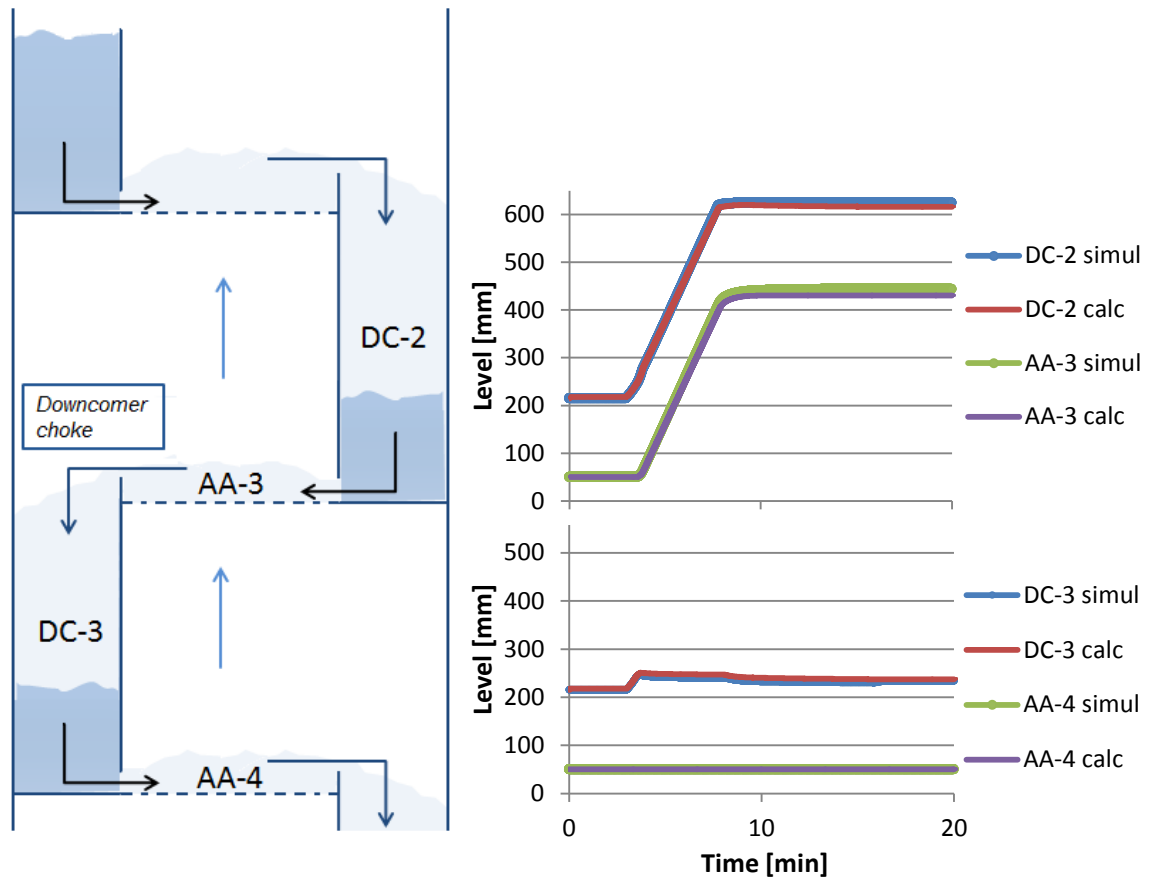 DC-2
Downcomer
choke
AA-3
DC-3
AA-4
Level [mm]
600
500
400
300
200
100
0
DC-2 simul
DC-2 calc
AA-3 simul
AA-3 calc
Level [mm]
500
400
300
200
100
0
0
10
20
Time [min]
DC-3 simul
DC-3 calc
AA-4 simul
AA-4 calc